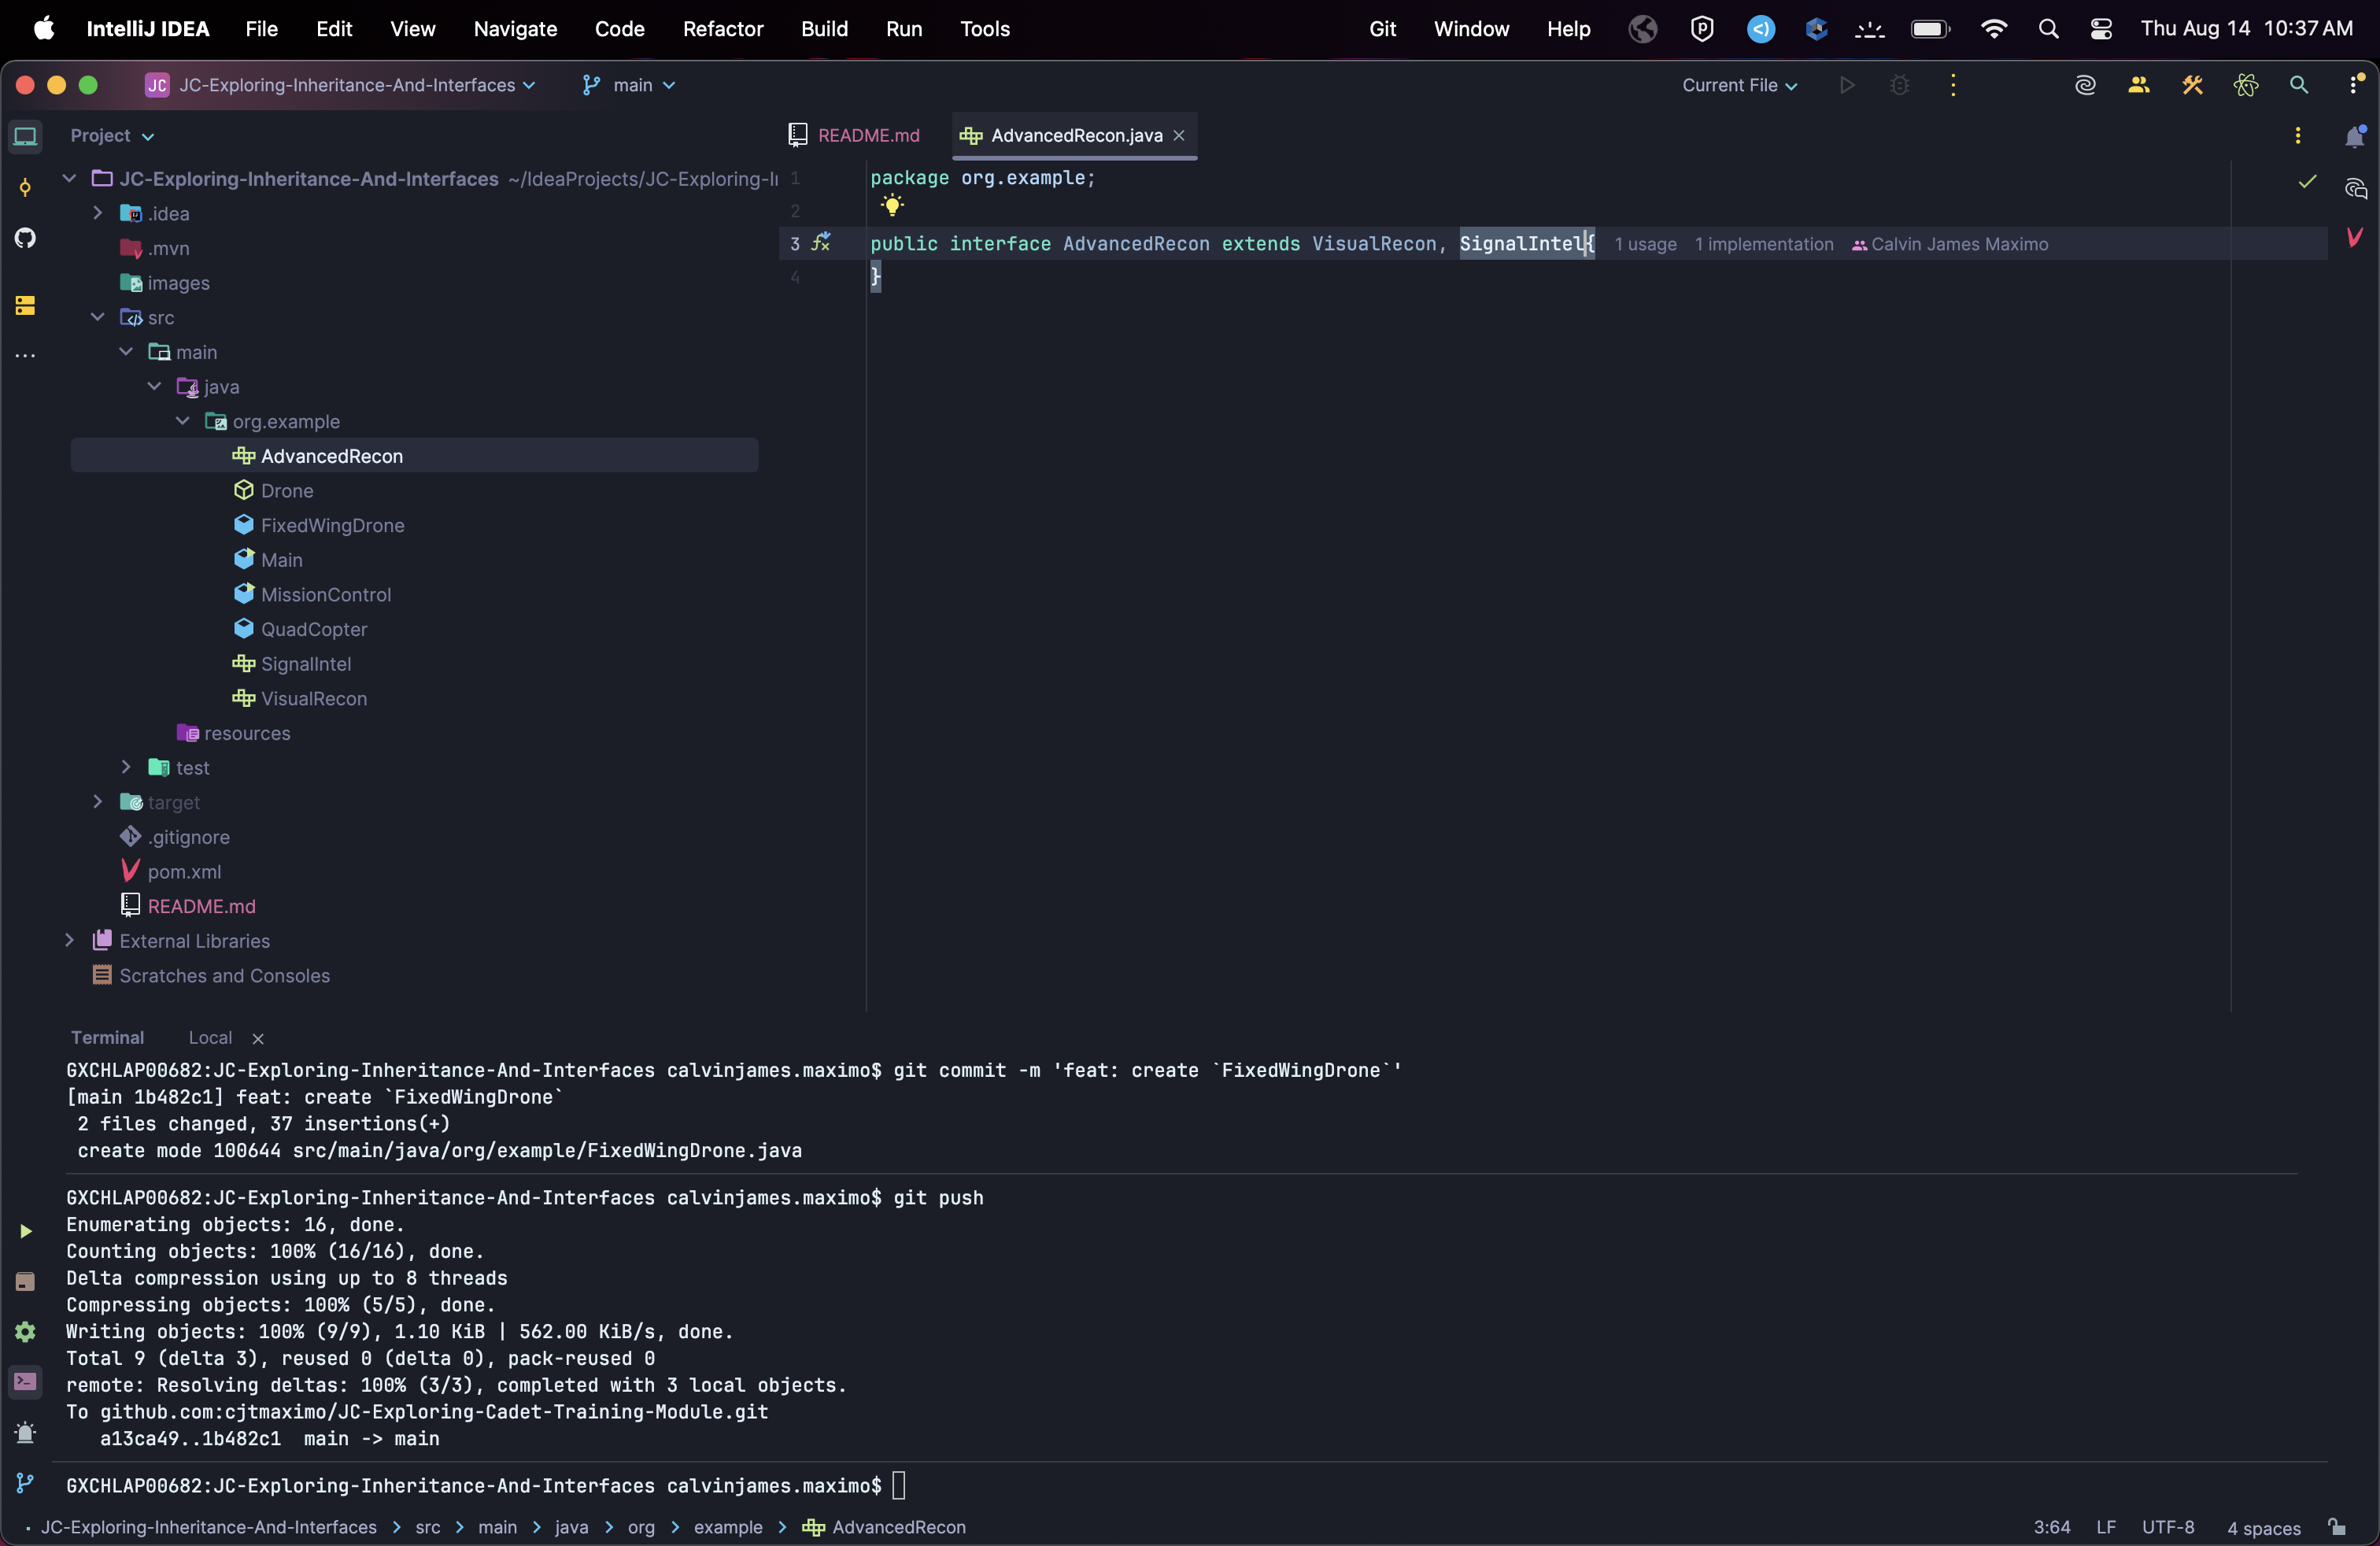 IntelliJ IDEA File Edit View Navigate Code Refactor Build Run Tools Git Window Help Thu Aug 14 10:37 AM
JC JC-Exploring-Inheritance-And-Interfaces main Current File
Project
README.md AdvancedRecon.java
JC-Exploring-Inheritance-And-Interfaces ~/IdeaProjects/JC-Exploring-I
.idea
.mvn
images
src
main
java
org.example
AdvancedRecon
Drone
FixedWingDrone
Main
MissionControl
QuadCopter
SignalIntel
VisualRecon
resources
test
target
.gitignore
pom.xml
README.md
External Libraries
Scratches and Consoles
1 package org.example;
2
3 public interface AdvancedRecon extends VisualRecon, SignalIntel{ 1 usage 1 implementation Calvin James Maximo
4 }
Terminal Local
GXCHLAP00682:JC-Exploring-Inheritance-And-Interfaces calvinjames.maximo$ git commit -m 'feat: create `FixedWingDrone`'
[main 1b482c1] feat: create `FixedWingDrone`
2 files changed, 37 insertions(+)
create mode 100644 src/main/java/org/example/FixedWingDrone.java
GXCHLAP00682:JC-Exploring-Inheritance-And-Interfaces calvinjames.maximo$ git push
Enumerating objects: 16, done.
Counting objects: 100% (16/16), done.
Delta compression using up to 8 threads
Compressing objects: 100% (5/5), done.
Writing objects: 100% (9/9), 1.10 KiB | 562.00 KiB/s, done.
Total 9 (delta 3), reused 0 (delta 0), pack-reused 0
remote: Resolving deltas: 100% (3/3), completed with 3 local objects.
To github.com:cjtmaximo/JC-Exploring-Cadet-Training-Module.git
a13ca49..1b482c1 main -> main
GXCHLAP00682:JC-Exploring-Inheritance-And-Interfaces calvinjames.maximo$
JC-Exploring-Inheritance-And-Interfaces > src > main > java > org > example > AdvancedRecon 3:64 LF UTF-8 4 spaces